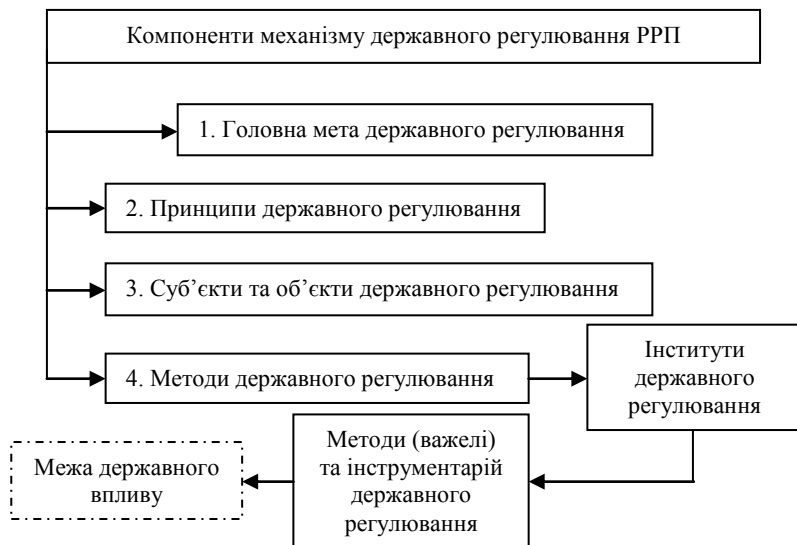 Компоненти механізму державного регулювання РРП
1. Головна мета державного регулювання
2. Принципи державного регулювання
3. Суб’єкти та об’єкти державного регулювання
4. Методи державного регулювання
Інститути
державного
регулювання
Методи (важелі)
та інструментарій
державного
регулювання
Межа державного
впливу